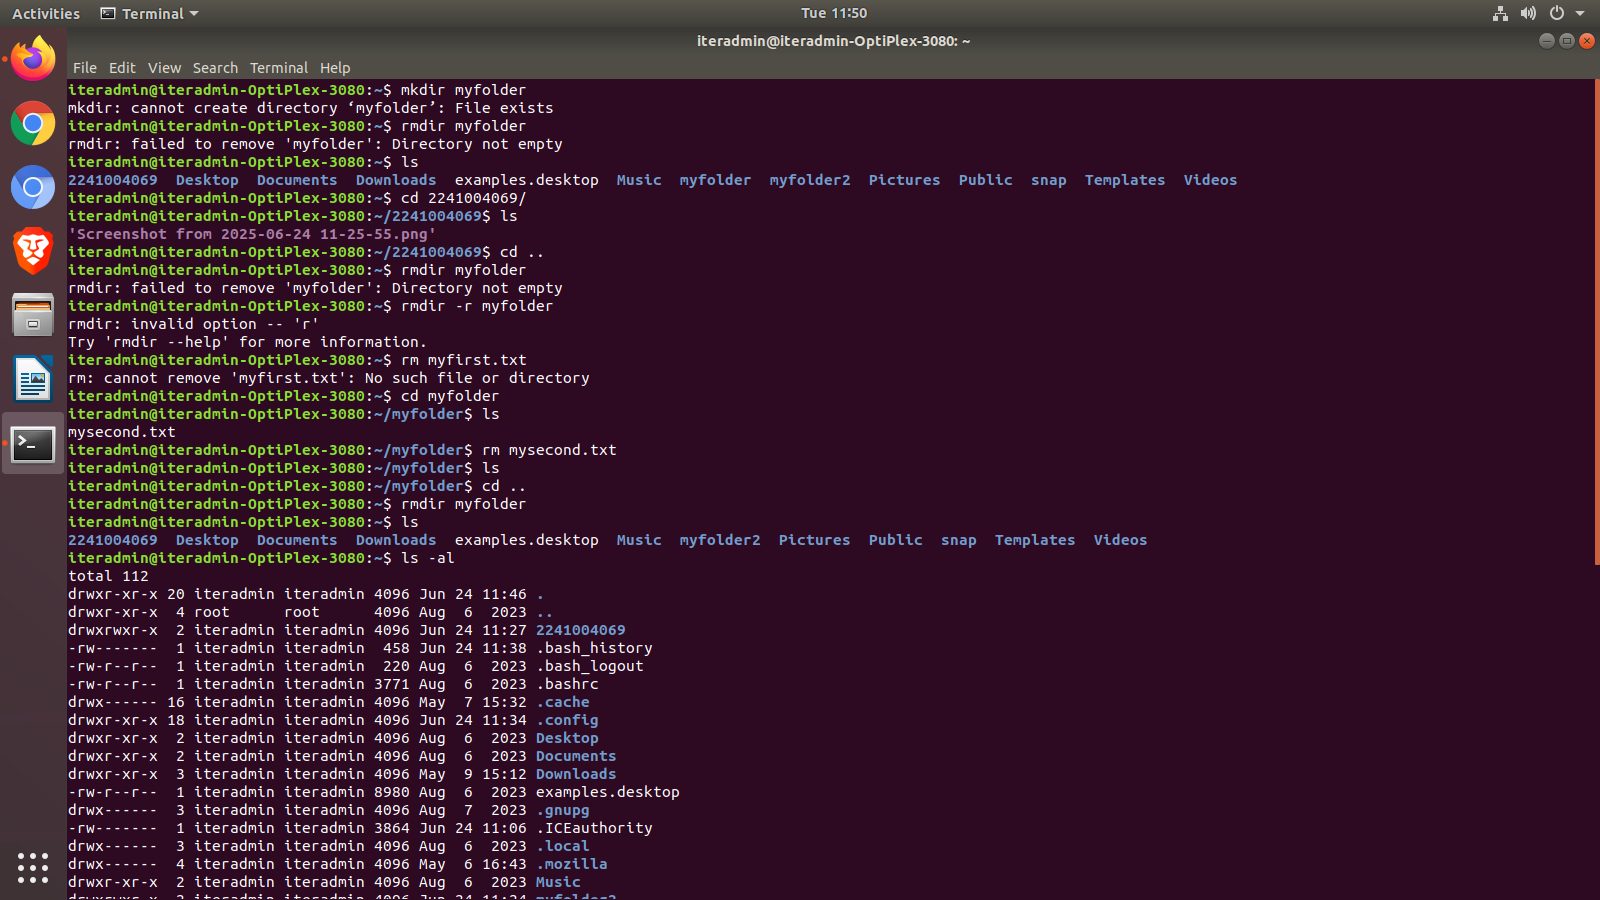 Activities Terminal Tue 11:50
iteradmin@iteradmin-OptiPlex-3080: ~
File Edit View Search Terminal Help
iteradmin@iteradmin-OptiPlex-3080:~$ mkdir myfolder
mkdir: cannot create directory ‘myfolder’: File exists
iteradmin@iteradmin-OptiPlex-3080:~$ rmdir myfolder
rmdir: failed to remove 'myfolder': Directory not empty
iteradmin@iteradmin-OptiPlex-3080:~$ ls
2241004069  Desktop  Documents  Downloads  examples.desktop  Music  myfolder  myfolder2  Pictures  Public  snap  Templates  Videos
iteradmin@iteradmin-OptiPlex-3080:~$ cd 2241004069/
iteradmin@iteradmin-OptiPlex-3080:~/2241004069$ ls
'Screenshot from 2025-06-24 11-25-55.png'
iteradmin@iteradmin-OptiPlex-3080:~/2241004069$ cd ..
iteradmin@iteradmin-OptiPlex-3080:~$ rmdir myfolder
rmdir: failed to remove 'myfolder': Directory not empty
iteradmin@iteradmin-OptiPlex-3080:~$ rmdir -r myfolder
rmdir: invalid option -- 'r'
Try 'rmdir --help' for more information.
iteradmin@iteradmin-OptiPlex-3080:~$ rm myfirst.txt
rm: cannot remove 'myfirst.txt': No such file or directory
iteradmin@iteradmin-OptiPlex-3080:~$ cd myfolder
iteradmin@iteradmin-OptiPlex-3080:~/myfolder$ ls
mysecond.txt
iteradmin@iteradmin-OptiPlex-3080:~/myfolder$ rm mysecond.txt
iteradmin@iteradmin-OptiPlex-3080:~/myfolder$ ls
iteradmin@iteradmin-OptiPlex-3080:~/myfolder$ cd ..
iteradmin@iteradmin-OptiPlex-3080:~$ rmdir myfolder
iteradmin@iteradmin-OptiPlex-3080:~$ ls
2241004069  Desktop  Documents  Downloads  examples.desktop  Music  myfolder2  Pictures  Public  snap  Templates  Videos
iteradmin@iteradmin-OptiPlex-3080:~$ ls -al
total 112
drwxr-xr-x 20 iteradmin iteradmin 4096 Jun 24 11:46 .
drwxr-xr-x  4 root      root      4096 Aug  6  2023 ..
drwxrwxr-x  2 iteradmin iteradmin 4096 Jun 24 11:27 2241004069
-rw-------  1 iteradmin iteradmin  458 Jun 24 11:38 .bash_history
-rw-r--r--  1 iteradmin iteradmin  220 Aug  6  2023 .bash_logout
-rw-r--r--  1 iteradmin iteradmin 3771 Aug  6  2023 .bashrc
drwx------ 16 iteradmin iteradmin 4096 May  7 15:32 .cache
drwxr-xr-x 18 iteradmin iteradmin 4096 Jun 24 11:34 .config
drwxr-xr-x  2 iteradmin iteradmin 4096 Aug  6  2023 Desktop
drwxr-xr-x  2 iteradmin iteradmin 4096 Aug  6  2023 Documents
drwxr-xr-x  3 iteradmin iteradmin 4096 May  9 15:12 Downloads
-rw-r--r--  1 iteradmin iteradmin 8980 Aug  6  2023 examples.desktop
drwx------  3 iteradmin iteradmin 4096 Aug  7  2023 .gnupg
-rw-------  1 iteradmin iteradmin 3864 Jun 24 11:06 .ICEauthority
drwx------  3 iteradmin iteradmin 4096 Aug  6  2023 .local
drwx------  4 iteradmin iteradmin 4096 May  6 16:43 .mozilla
drwxr-xr-x  2 iteradmin iteradmin 4096 Aug  6  2023 Music